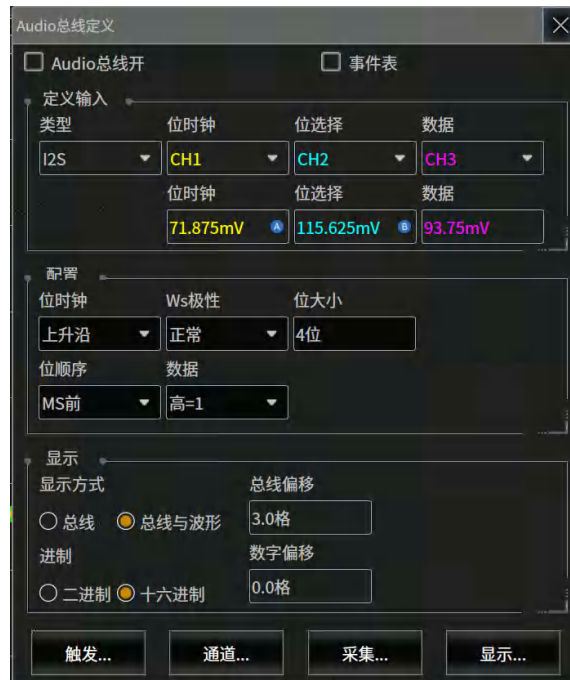 Audio总线定义
Audio总线开 事件表
定义输入
类型 位时钟 位选择 数据
I2S CH1 CH2 CH3
位时钟 位选择 数据
71.875mV A 115.625mV B 93.75mV
配置
位时钟 Ws极性 位大小
上升沿 正常 4位
位顺序 数据
MS前 高=1
显示
显示方式 总线偏移
总线 总线与波形 3.0格
进制 数字偏移
二进制 十六进制 0.0格
触发... 通道... 采集... 显示...